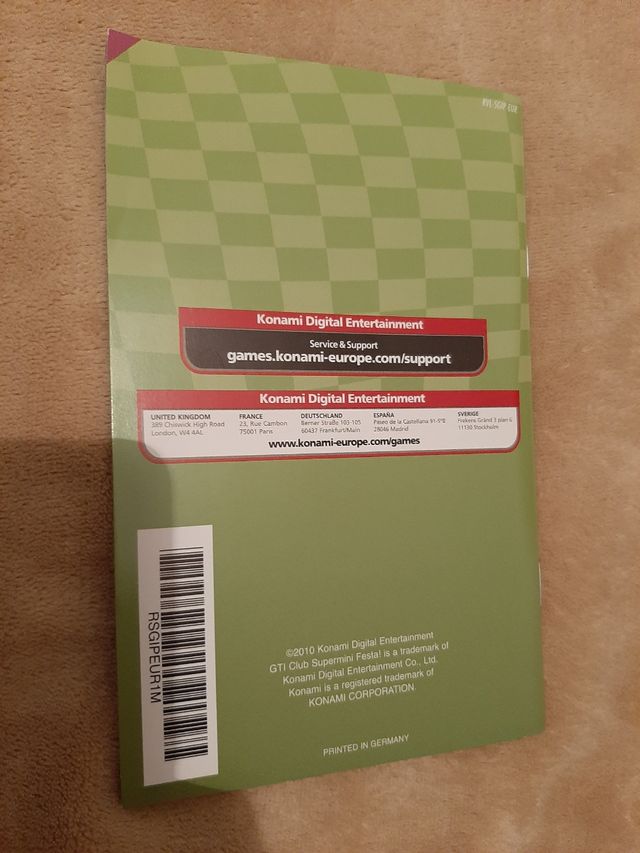 RVL-SGIP EUR
Konami Digital Entertainment
Service & Support
games.konami-europe.com/support
Konami Digital Entertainment
UNITED KINGDOM
389 Chiswick High Road
London, W4 4AL
FRANCE
23, Rue Cambon
75001 Paris
DEUTSCHLAND
Berner Straße 103-105
60437 Frankfurt/Main
ESPAÑA
Paseo de la Castellana 91-5ºD
28046 Madrid
SVERIGE
Frekens Gränd 3 plan 4
11130 Stockholm
www.konami-europe.com/games
RSGIPEUR1M
©2010 Konami Digital Entertainment
GTI Club Supermini Festa! is a trademark of
Konami Digital Entertainment Co., Ltd.
Konami is a registered trademark of
KONAMI CORPORATION.
PRINTED IN GERMANY